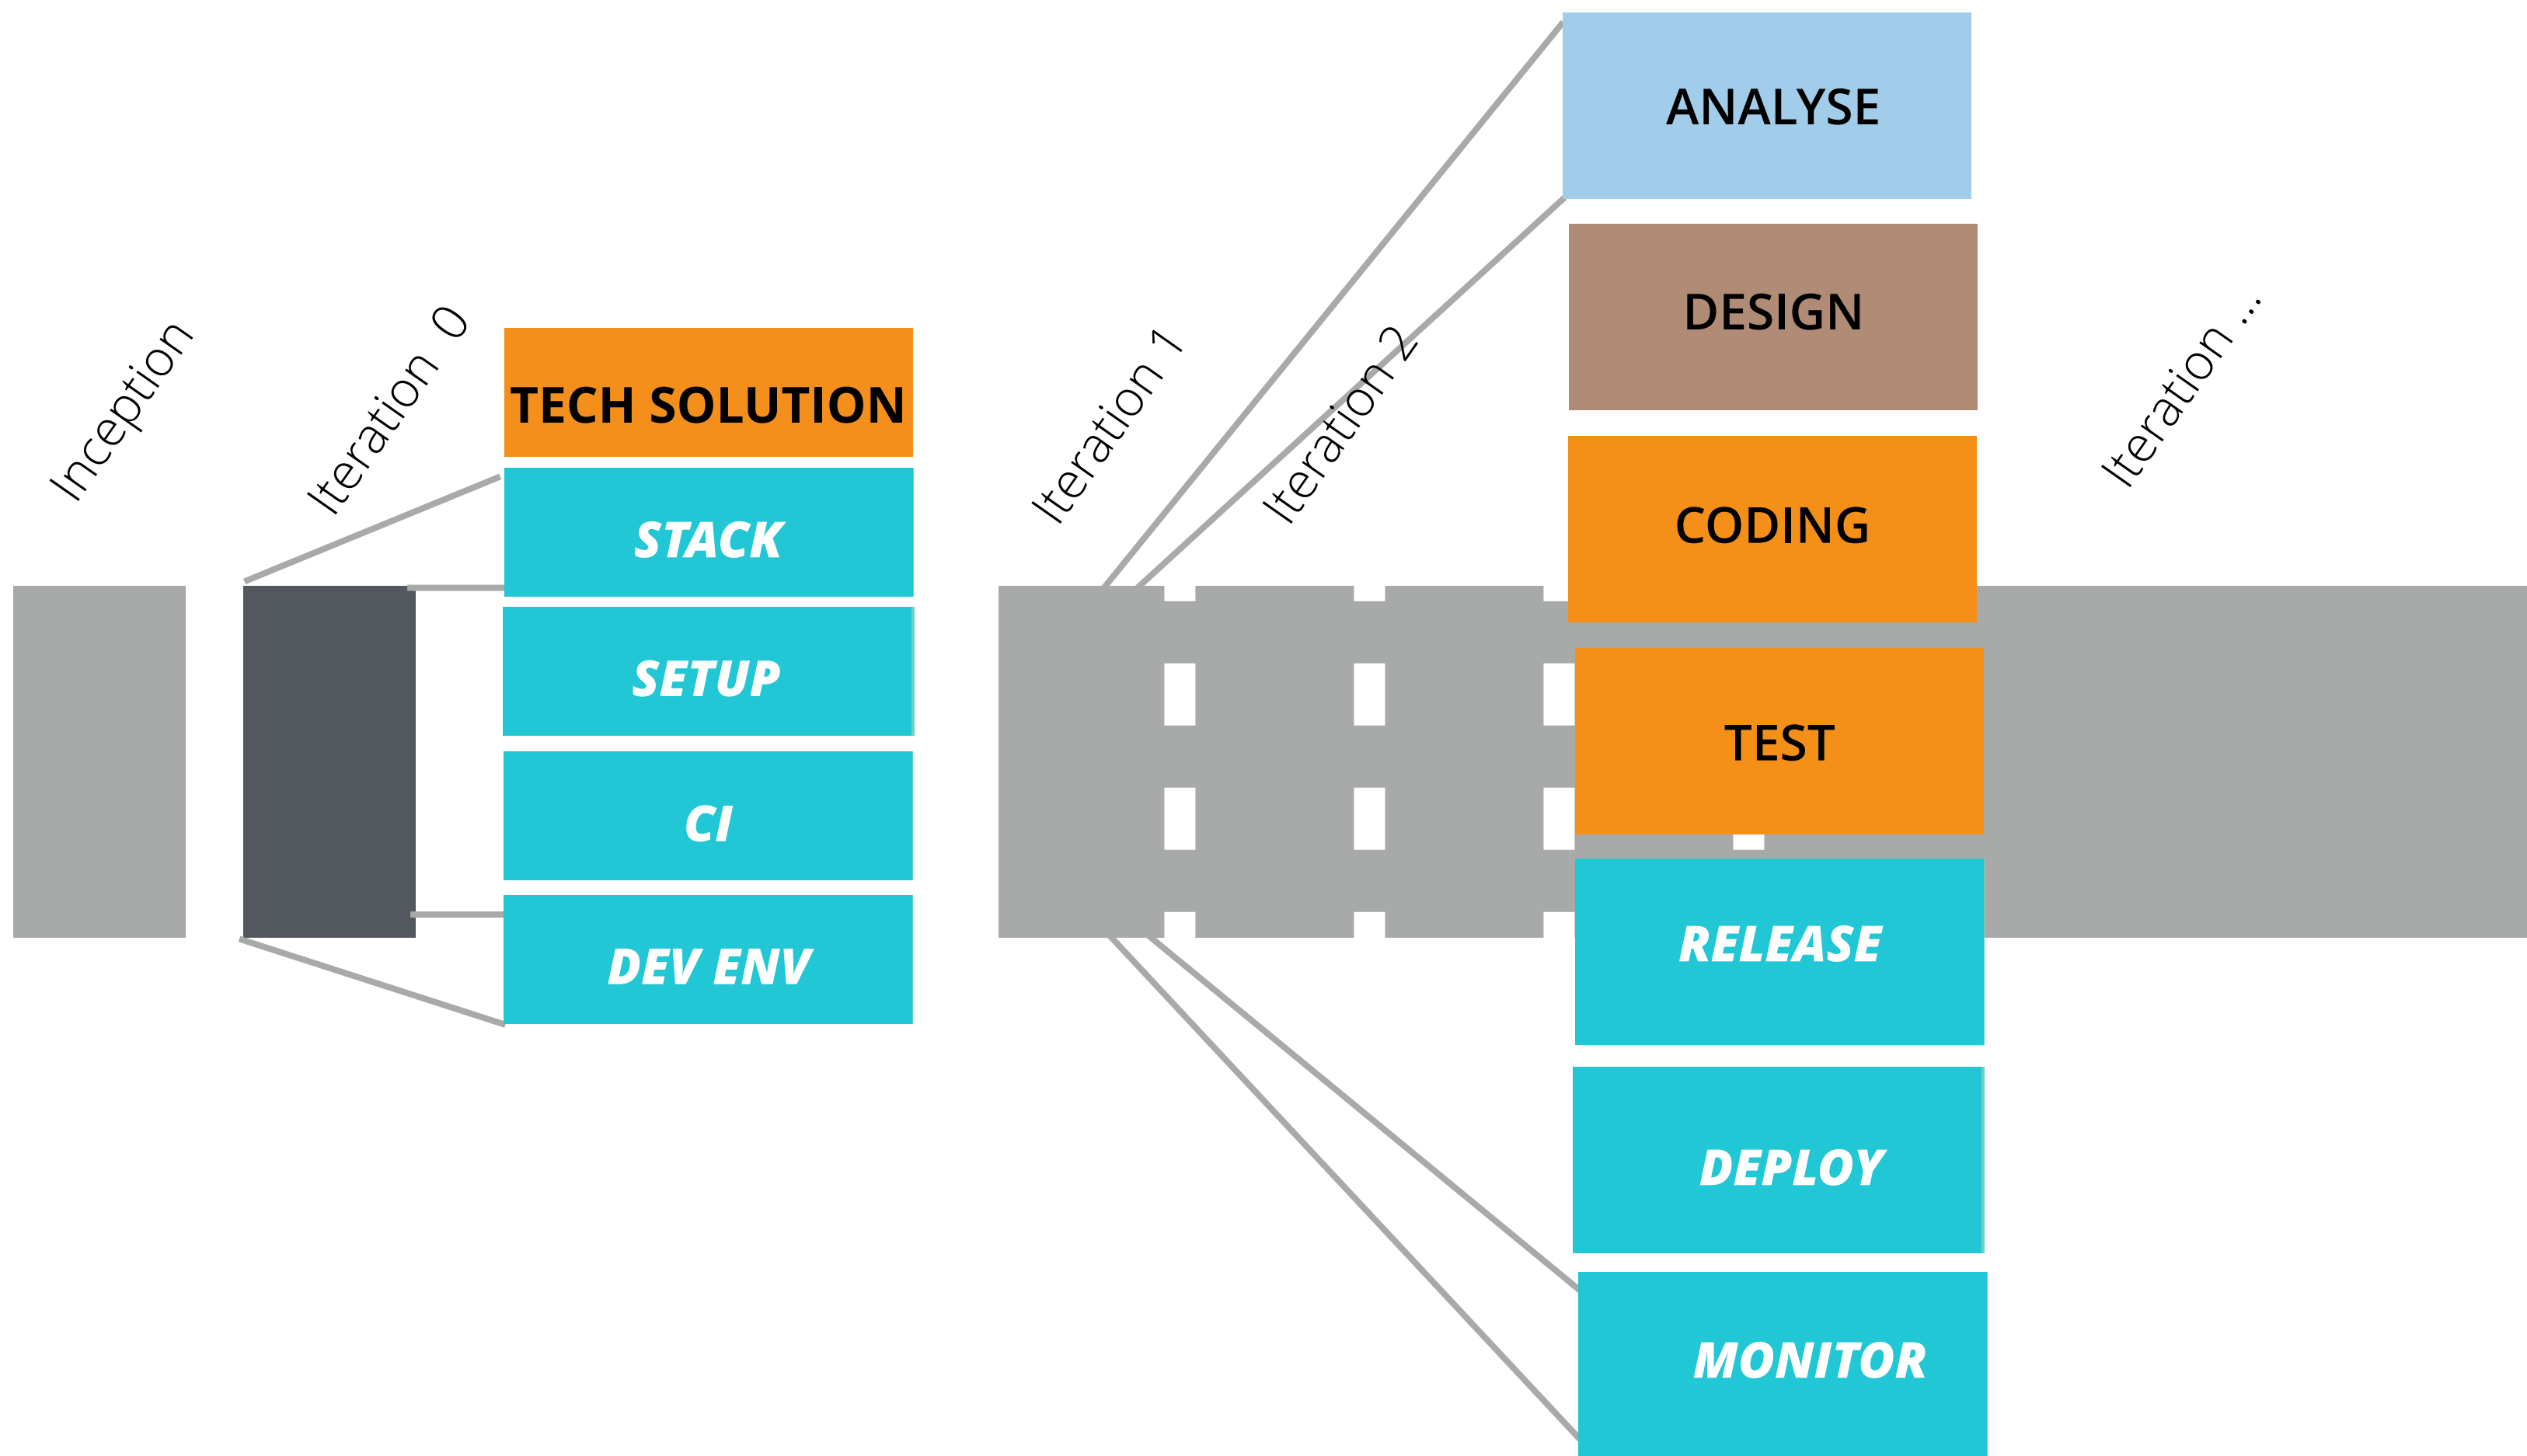 Inception
Iteration 0
TECH SOLUTION
STACK
SETUP
CI
DEV ENV
Iteration 1
Iteration 2
ANALYSE
DESIGN
CODING
TEST
RELEASE
DEPLOY
MONITOR
Iteration ...